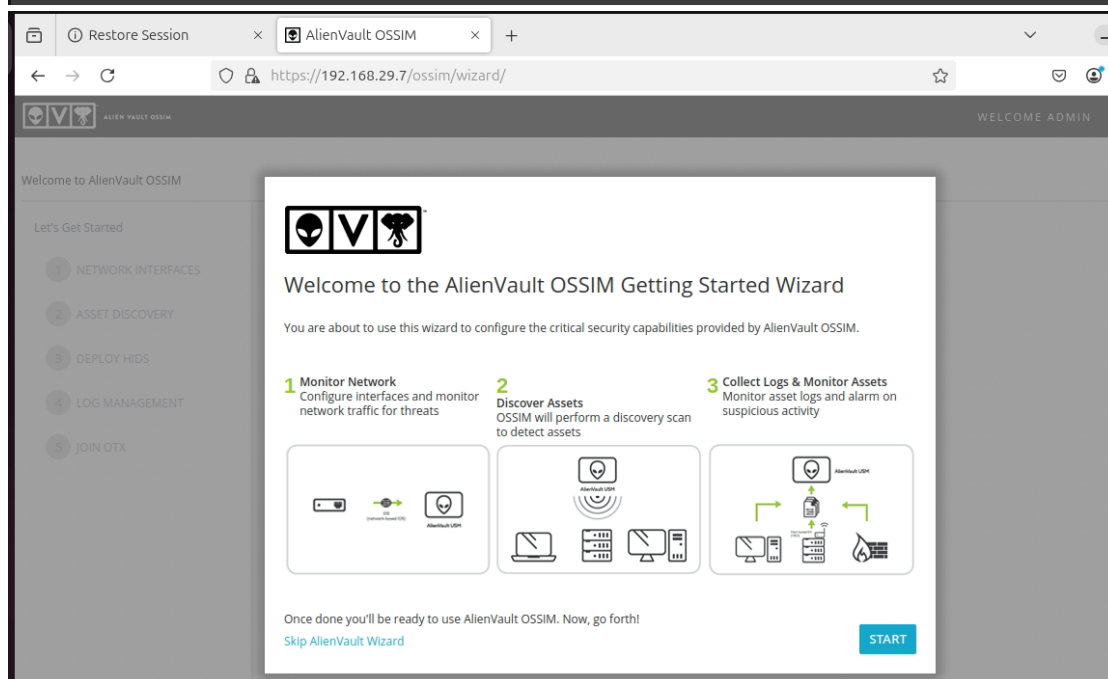 Restore Session
AlienVault OSSIM
https://192.168.29.7/ossim/wizard/
ALIEN VAULT OSSIM
WELCOME ADMIN
Welcome to AlienVault OSSIM
Let's Get Started
1 NETWORK INTERFACES
2 ASSET DISCOVERY
3 DEPLOY HIDS
4 LOG MANAGEMENT
5 JOIN OTX
V
Welcome to the AlienVault OSSIM Getting Started Wizard
You are about to use this wizard to configure the critical security capabilities provided by AlienVault OSSIM.
1 Monitor Network
Configure interfaces and monitor
network traffic for threats
2
Discover Assets
OSSIM will perform a discovery scan
to detect assets
3 Collect Logs & Monitor Assets
Monitor asset logs and alarm on
suspicious activity
IDS
(network-based IDS)
AlienVault USM
AlienVault USM
AlienVault USM
Once done you'll be ready to use AlienVault OSSIM. Now, go forth!
Skip AlienVault Wizard
START